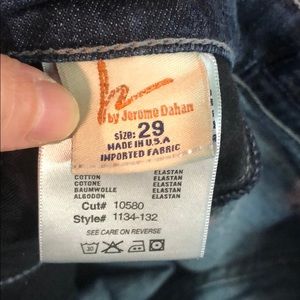 by Jerome Dahan
SIZE: 29
MADE IN U.S.A
IMPORTED FABRIC
COTTON ELASTAN
COTONE ELASTAN
BAUMWOLLE ELASTAN
ALGODON ELASTAN
Cut# 10580
Style# 1134-132
SEE CARE ON REVERSE
30